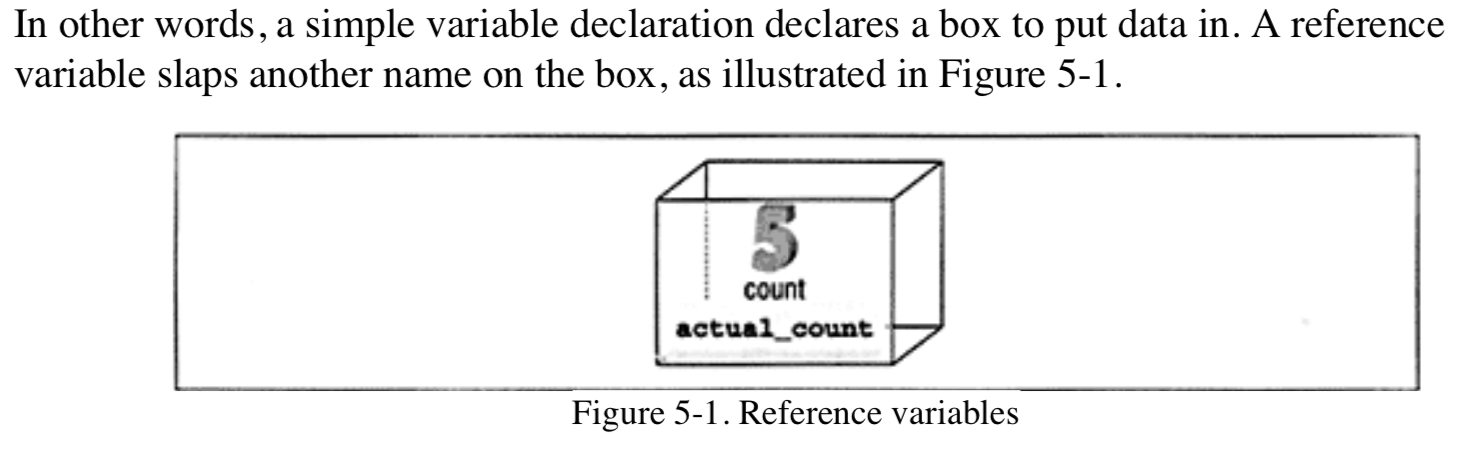 In other words, a simple variable declaration declares a box to put data in. A reference
variable slaps another name on the box, as illustrated in Figure 5-1.
5
count
actual_count
Figure 5-1. Reference variables